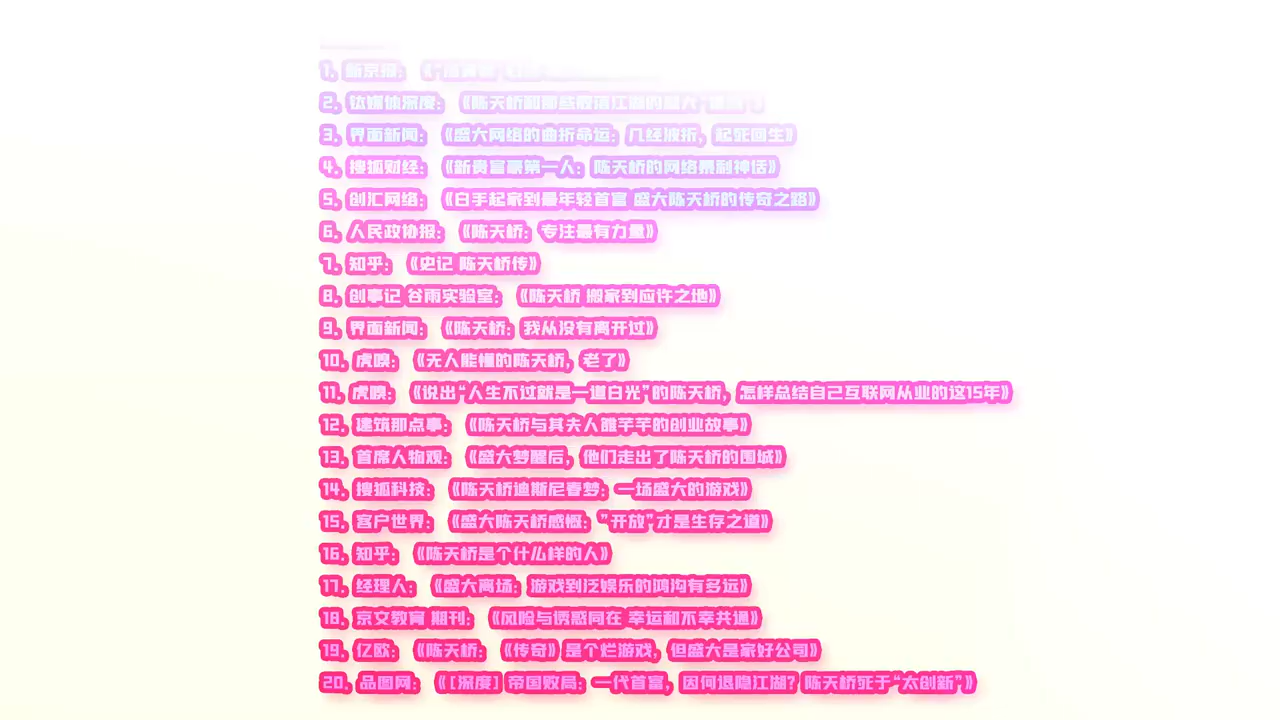 1，新京报：《
2，钛媒体深度：《陈天桥和那些散落江湖的盛大
3，界面新闻：《盛大网络的曲折命运：几经波折，起死回生》
4，搜狐财经：《新贵富豪第一人：陈天桥的网络暴利神话》
5，创汇网络：《白手起家到最年轻首富 盛大陈天桥的传奇之路》
6，人民政协报：《陈天桥：专注最有力量》
7，知乎：《史记 陈天桥传》
8，创事记 谷雨实验室：《陈天桥 搬家到应许之地》
9，界面新闻：《陈天桥：我从没有离开过》
10，虎嗅：《无人能懂的陈天桥，老了》
11，虎嗅：《说出“人生不过就是一道白光”的陈天桥，怎样总结自己互联网从业的这15年》
12，建筑那点事：《陈天桥与其夫人雒芊芊的创业故事》
13，首席人物观：《盛大梦醒后，他们走出了陈天桥的围城》
14，搜狐科技：《陈天桥迪斯尼春梦：一场盛大的游戏》
15，客户世界：《盛大陈天桥感慨：”开放”才是生存之道》
16，知乎：《陈天桥是个什么样的人》
17，经理人：《盛大离场：游戏到泛娱乐的鸿沟有多远》
18，京文教育 期刊：《风险与诱惑同在 幸运和不幸共通》
19，亿欧：《陈天桥：《传奇》是个烂游戏，但盛大是家好公司》
20，品图网：《[深度] 帝国败局：一代首富，因何退隐江湖？陈天桥死于“太创新”》